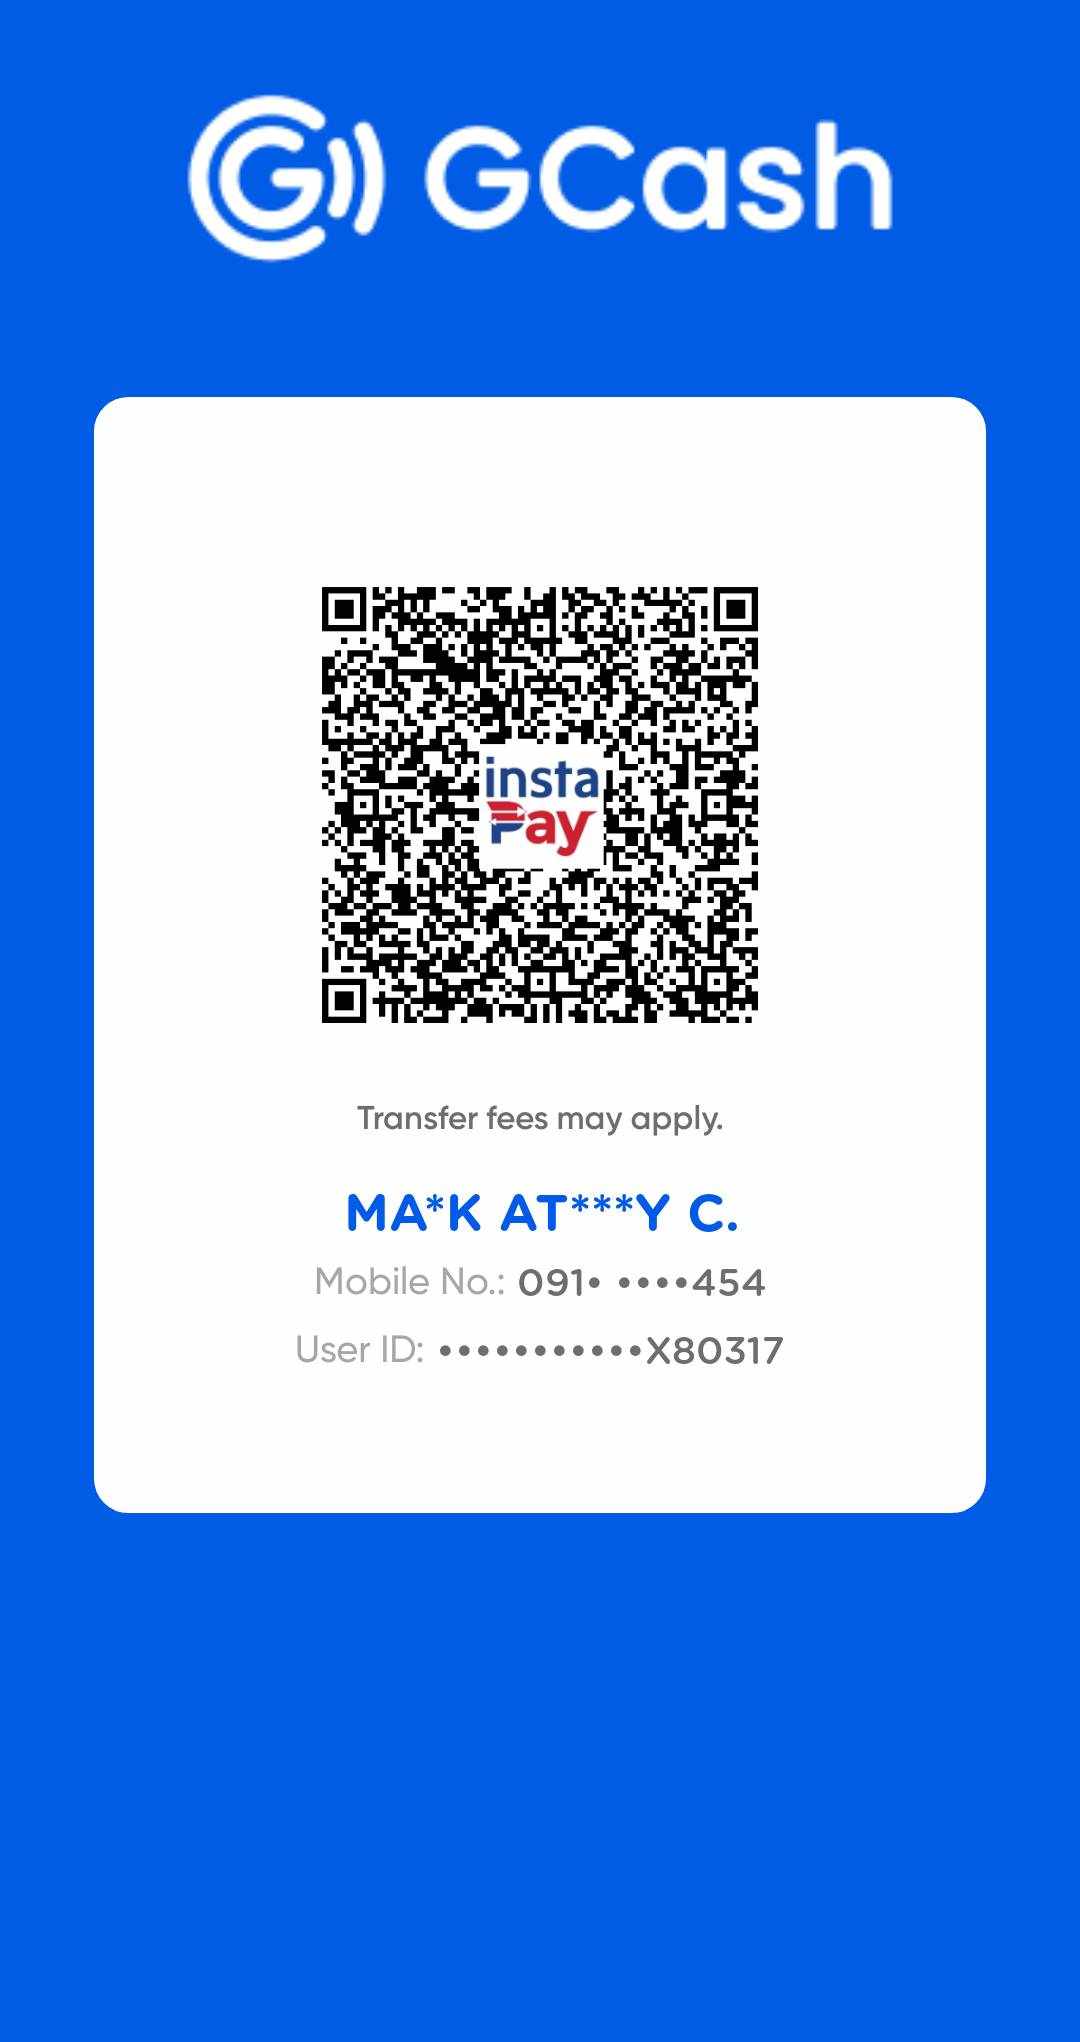 GCash
insta
Pay
Transfer fees may apply.
MA*K AT***Y C.
Mobile No.: 091• ••••454
User ID: •••••••••••X80317